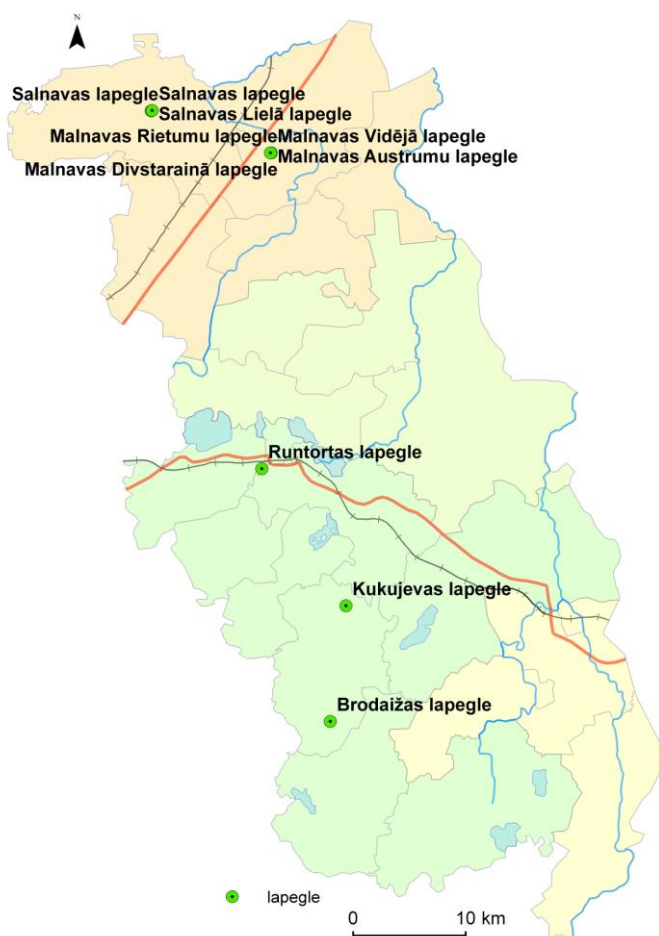 N
Salnavas lapegle Salnavas lapegle
Salnavas Lielā lapegle
Malnavas Rietumu lapegle Malnavas Vidējā lapegle
Malnavas Austrumu lapegle
Malnavas Divstarainā lapegle
Runtortas lapegle
Kukujevas lapegle
Brodaižas lapegle
lapegle
0 10 km